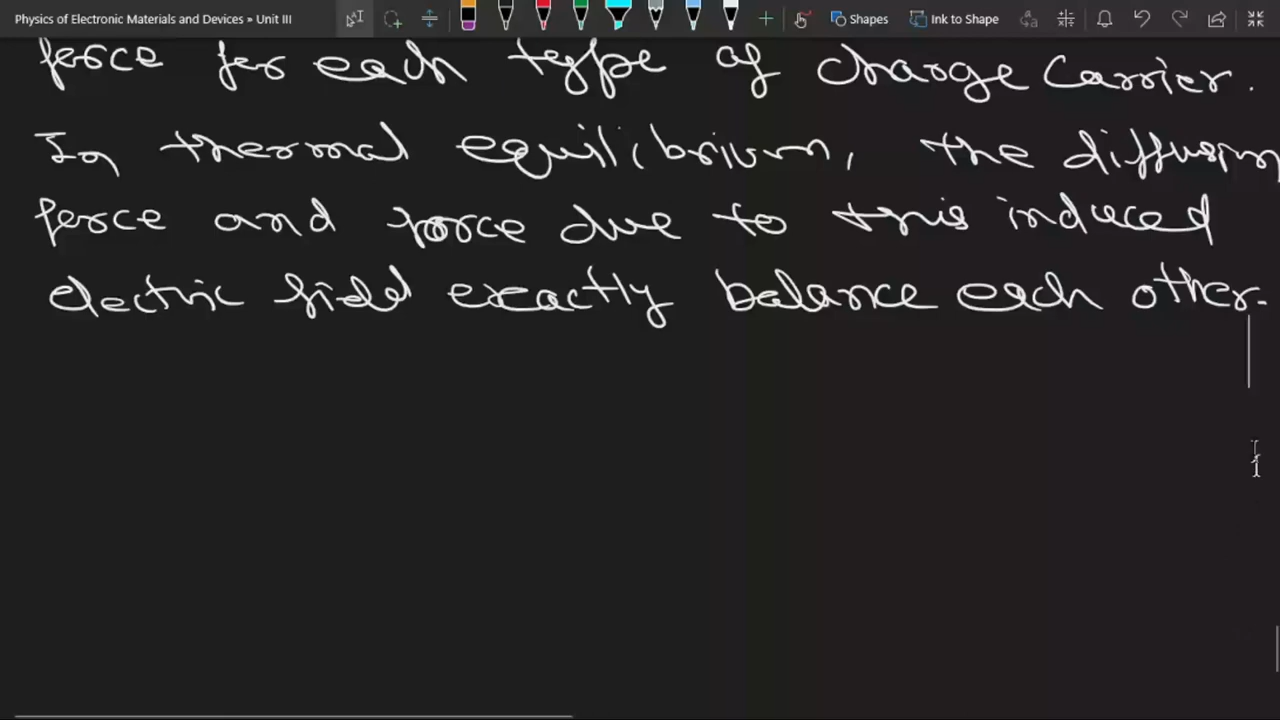 Physics of Electronic Materials and Devices » Unit III
Shapes
Ink to Shape
force for each type of charge carrier.
In thermal equilibrium, the diffusion
force and force due to this induced
electric field exactly balance each other.